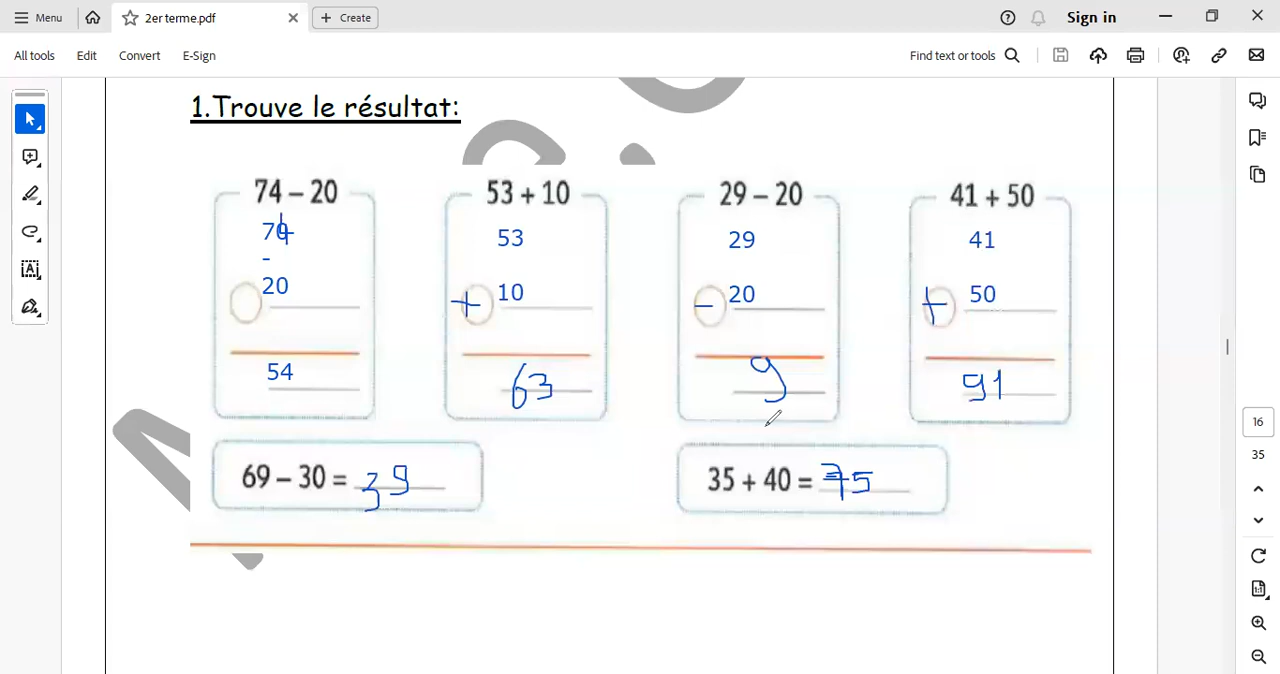 Menu
2er terme.pdf
Create
Sign in
All tools
Edit
Convert
E-Sign
Find text or tools
1.Trouve le résultat:
74 – 20
53 + 10
29 – 20
41 + 50
74
53
29
41
-
20
+ 10
- 20
+ 50
54
63
9
91
69 – 30 = 39
35 + 40 = 75
16
35